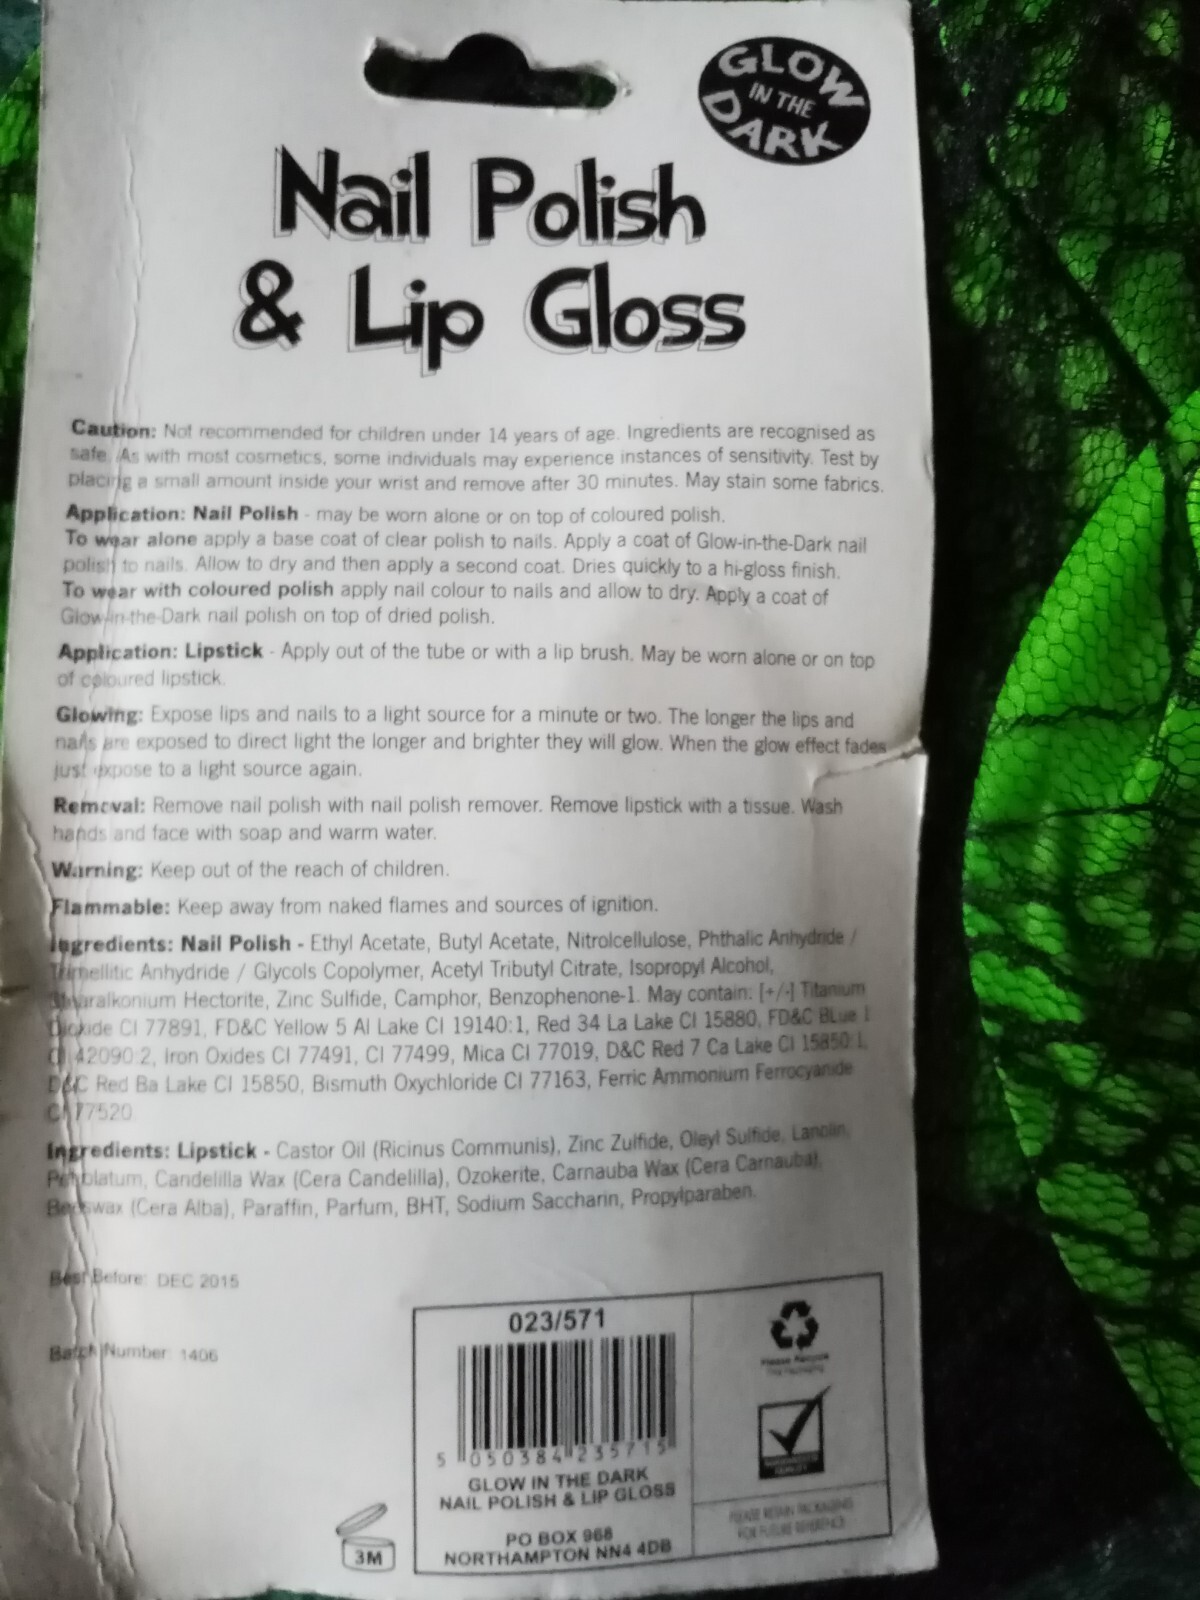 GLOW
IN THE
DARK
Nail Polish
& Lip Gloss
Caution: Not recommended for children under 14 years of age. Ingredients are recognised as
safe. As with most cosmetics, some individuals may experience instances of sensitivity. Test by
placing a small amount inside your wrist and remove after 30 minutes. May stain some fabrics.
Application: Nail Polish - may be worn alone or on top of coloured polish.
To wear alone apply a base coat of clear polish to nails. Apply a coat of Glow-in-the-Dark nail
polish to nails. Allow to dry and then apply a second coat. Dries quickly to a hi-gloss finish.
To wear with coloured polish apply nail colour to nails and allow to dry. Apply a coat of
Glow-in-the-Dark nail polish on top of dried polish.
Application: Lipstick - Apply out of the tube or with a lip brush. May be worn alone or on top
of coloured lipstick.
Glowing: Expose lips and nails to a light source for a minute or two. The longer the lips and
nails are exposed to direct light the longer and brighter they will glow. When the glow effect fades
just expose to a light source again.
Removal: Remove nail polish with nail polish remover. Remove lipstick with a tissue. Wash
hands and face with soap and warm water.
Warning: Keep out of the reach of children.
Flammable: Keep away from naked flames and sources of ignition.
Ingredients: Nail Polish - Ethyl Acetate, Butyl Acetate, Nitrolcellulose, Phthalic Anhydride /
Trimellitic Anhydride / Glycols Copolymer, Acetyl Tributyl Citrate, Isopropyl Alcohol,
Stearalkonium Hectorite, Zinc Sulfide, Camphor, Benzophenone-1. May contain: [+/-] Titanium
Dioxide CI 77891, FD&C Yellow 5 Al Lake CI 19140:1, Red 34 La Lake CI 15880, FD&C BLue 1
CI 42090:2, Iron Oxides CI 77491, CI 77499, Mica CI 77019, D&C Red 7 Ca Lake CI 15850:1,
D&C Red Ba Lake CI 15850, Bismuth Oxychloride CI 77163, Ferric Ammonium Ferrocyanide
CI 77520.
Ingredients: Lipstick - Castor Oil (Ricinus Communis), Zinc Zulfide, Oleyl Sulfide, Lanolin,
Petrolatum, Candelilla Wax (Cera Candelilla), Ozokerite, Carnauba Wax (Cera Carnauba),
Beeswax (Cera Alba), Paraffin, Parfum, BHT, Sodium Saccharin, Propylparaben.
Best Before: DEC 2015
Batch Number: 1406
023/571
5 050384 235715
GLOW IN THE DARK
NAIL POLISH & LIP GLOSS
PO BOX 968
NORTHAMPTON NN4 4DB
3M
Please Recycle
This Packaging
PLEASE RETAIN PACKAGING
FOR FUTURE REFERENCE